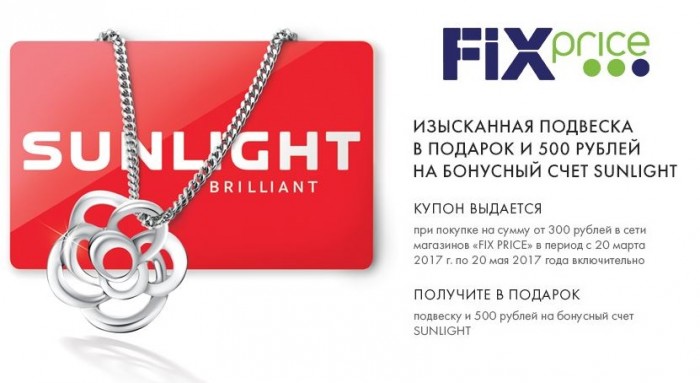 SUNLIGHT
BRILLIANT
FiXprice
ИЗЫСКАННАЯ ПОДВЕСКА
В ПОДАРОК И 500 РУБЛЕЙ
НА БОНУСНЫЙ СЧЕТ SUNLIGHT
КУПОН ВЫДАЕТСЯ
при покупке на сумму от 300 рублей в сети
магазинов «FIX PRICE» в период с 20 марта
2017 г. по 20 мая 2017 года включительно
ПОЛУЧИТЕ В ПОДАРОК
подвеску и 500 рублей на бонусный счет
SUNLIGHT